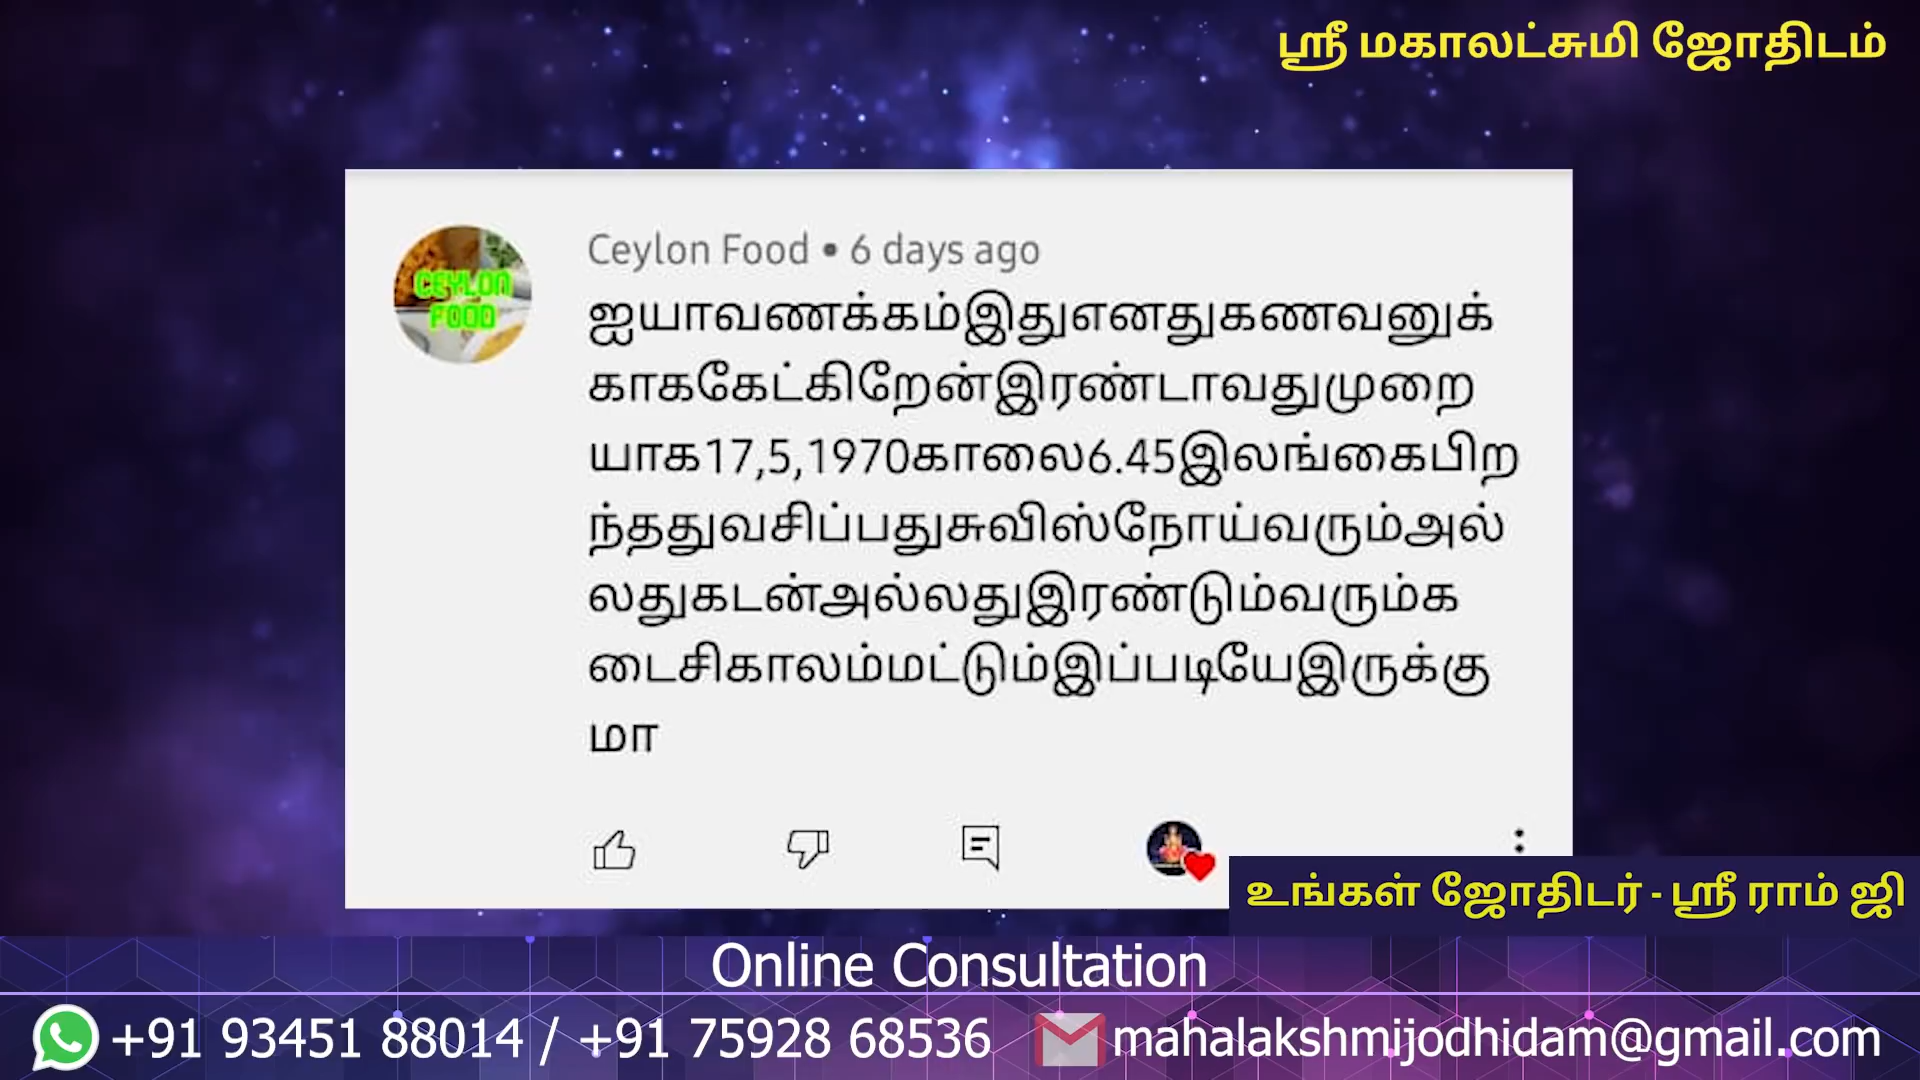 ஸ்ரீ மகாலட்சுமி ஜோதிடம்
CEYLON
FOOD
Ceylon Food • 6 days ago
ஐயாவணக்கம்இதுஎனதுகணவனுக்
காககேட்கிறேன்இரண்டாவதுமுறை
யாக17,5,1970காலை6.45இலங்கைபிற
ந்ததுவசிப்பதுசுவிஸ்நோய்வரும்அல்
லதுகடன்அல்லதுஇரண்டும்வரும்க
டைசிகாலம்மட்டும்இப்படியேஇருக்கு
மா
உங்கள் ஜோதிடர் - ஸ்ரீ ராம் ஜி
Online Consultation
+91 93451 88014 / +91 75928 68536 mahalakshmijodhidam@gmail.com